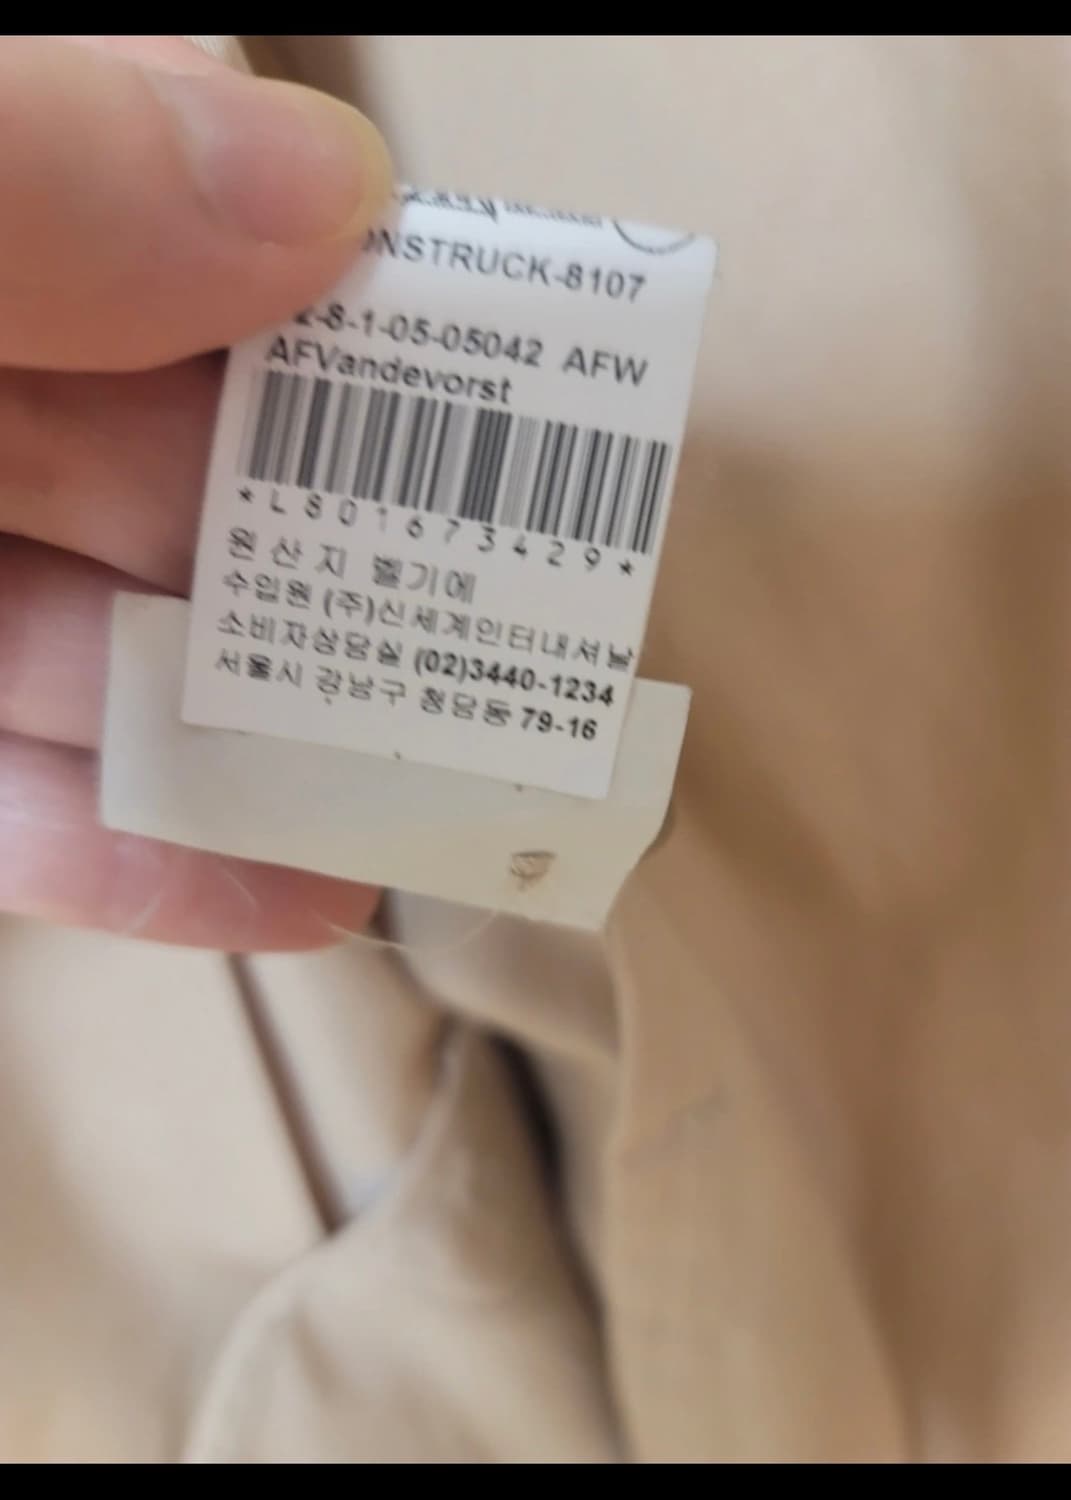 ONSTRUCK-8107
2-8-1-05-05042 AFW
AFVandevorst
*L801673429*
원산지 벨기에
수입원 (주)신세계인터내셔날
소비자상담실 (02)3440-1234
서울시 강남구 청담동 79-16